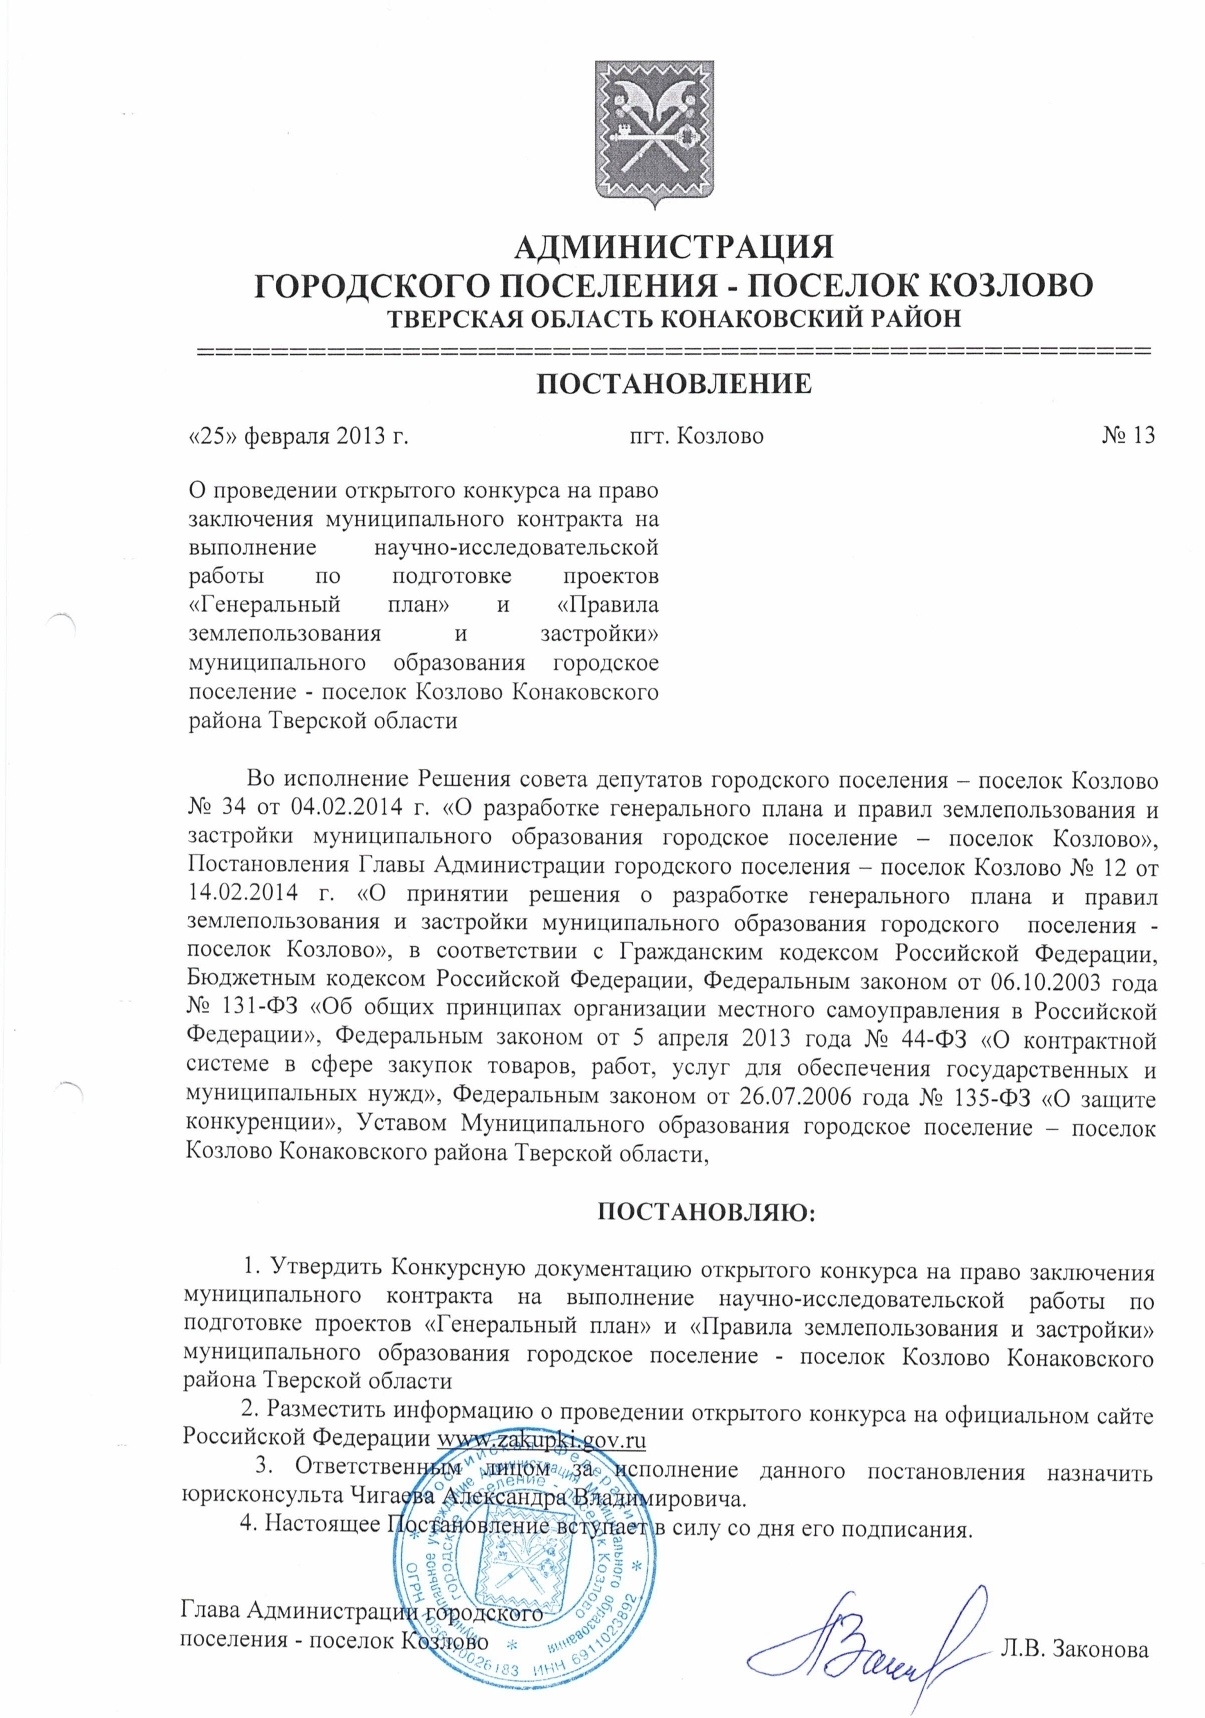 АДМИНИСТРАЦИЯ
ГОРОДСКОГО ПОСЕЛЕНИЯ - ПОСЕЛОК КОЗЛОВО
ТВЕРСКАЯ ОБЛАСТЬ КОНАКОВСКИЙ РАЙОН
====================================================
ПОСТАНОВЛЕНИЕ
«25» февраля 2013 г. пгт. Козлово № 13
О проведении открытого конкурса на право
заключения муниципального контракта на
выполнение научно-исследовательской
работы по подготовке проектов
«Генеральный план» и «Правила
землепользования и застройки»
муниципального образования городское
поселение - поселок Козлово Конаковского
района Тверской области
Во исполнение Решения совета депутатов городского поселения – поселок Козлово
№ 34 от 04.02.2014 г. «О разработке генерального плана и правил землепользования и
застройки муниципального образования городское поселение – поселок Козлово»,
Постановления Главы Администрации городского поселения – поселок Козлово № 12 от
14.02.2014 г. «О принятии решения о разработке генерального плана и правил
землепользования и застройки муниципального образования городского поселения -
поселок Козлово», в соответствии с Гражданским кодексом Российской Федерации,
Бюджетным кодексом Российской Федерации, Федеральным законом от 06.10.2003 года
№ 131-ФЗ «Об общих принципах организации местного самоуправления в Российской
Федерации», Федеральным законом от 5 апреля 2013 года № 44-ФЗ «О контрактной
системе в сфере закупок товаров, работ, услуг для обеспечения государственных и
муниципальных нужд», Федеральным законом от 26.07.2006 года № 135-ФЗ «О защите
конкуренции», Уставом Муниципального образования городское поселение – поселок
Козлово Конаковского района Тверской области,
ПОСТАНОВЛЯЮ:
1. Утвердить Конкурсную документацию открытого конкурса на право заключения
муниципального контракта на выполнение научно-исследовательской работы по
подготовке проектов «Генеральный план» и «Правила землепользования и застройки»
муниципального образования городское поселение - поселок Козлово Конаковского
района Тверской области
2. Разместить информацию о проведении открытого конкурса на официальном сайте
Российской Федерации www.zakupki.gov.ru
3. Ответственным лицом за исполнение данного постановления назначить
юрисконсульта Чигаева Александра Владимировича.
4. Настоящее Постановление вступает в силу со дня его подписания.
Российская Федерация
Муниципальное учреждение Администрация Муниципального образования
городское поселение - поселок Козлово
ОГРН ИНН 6911023892
Глава Администрации городского
поселения - поселок Козлово Л.В. Законова